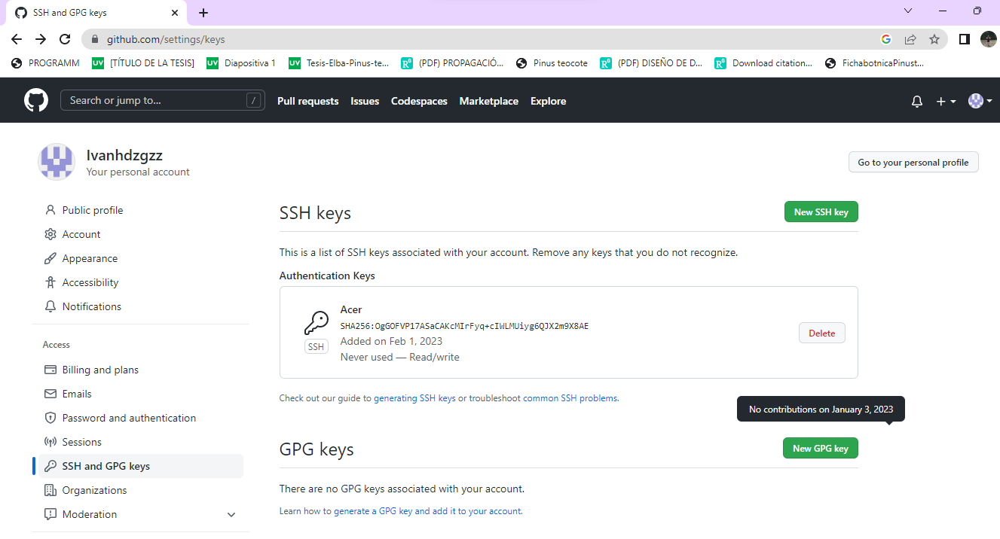 SSH and GPG keys
github.com/settings/keys
PROGRAMM
UV [TÍTULO DE LA TESIS]
UV Diapositiva 1
UV Tesis-Elba-Pinus-te...
RG (PDF) PROPAGACIÓ...
Pinus teocote
RG (PDF) DISEÑO DE D...
RG Download citation...
FichabotnicaPinust...
Search or jump to...
/
Pull requests
Issues
Codespaces
Marketplace
Explore
Ivanhdzgzz
Your personal account
Go to your personal profile
Public profile
Account
Appearance
Accessibility
Notifications
Access
Billing and plans
Emails
Password and authentication
Sessions
SSH and GPG keys
Organizations
Moderation
SSH keys
New SSH key
This is a list of SSH keys associated with your account. Remove any keys that you do not recognize.
Authentication Keys
SSH
Acer
SHA256:OgGOFVP17ASaCAKcMIrFyq+cIWLMUiyg6QJX2m9X8AE
Added on Feb 1, 2023
Never used — Read/write
Delete
Check out our guide to generating SSH keys or troubleshoot common SSH problems.
No contributions on January 3, 2023
GPG keys
New GPG key
There are no GPG keys associated with your account.
Learn how to generate a GPG key and add it to your account.